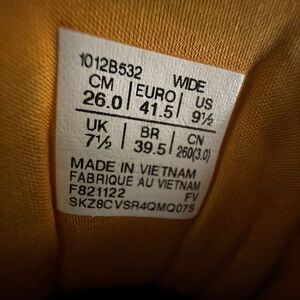 1012B532 WIDE
CM EURO US
26.0 41.5 9½
UK BR CN
7½ 39.5 260(3.0)
MADE IN VIETNAM
FABRIQUE AU VIETNAM
F821122 FV
SKZ8CVSR4QMQ07S